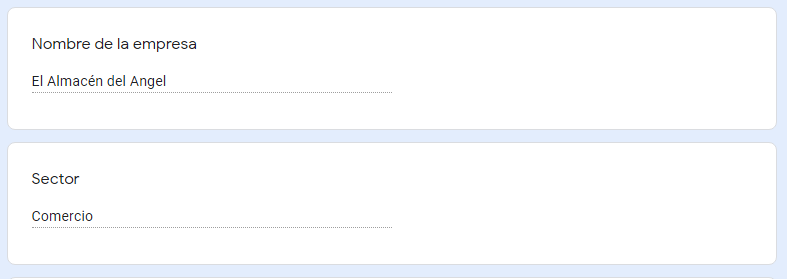 Nombre de la empresa
El Almacén del Angel
Sector
Comercio